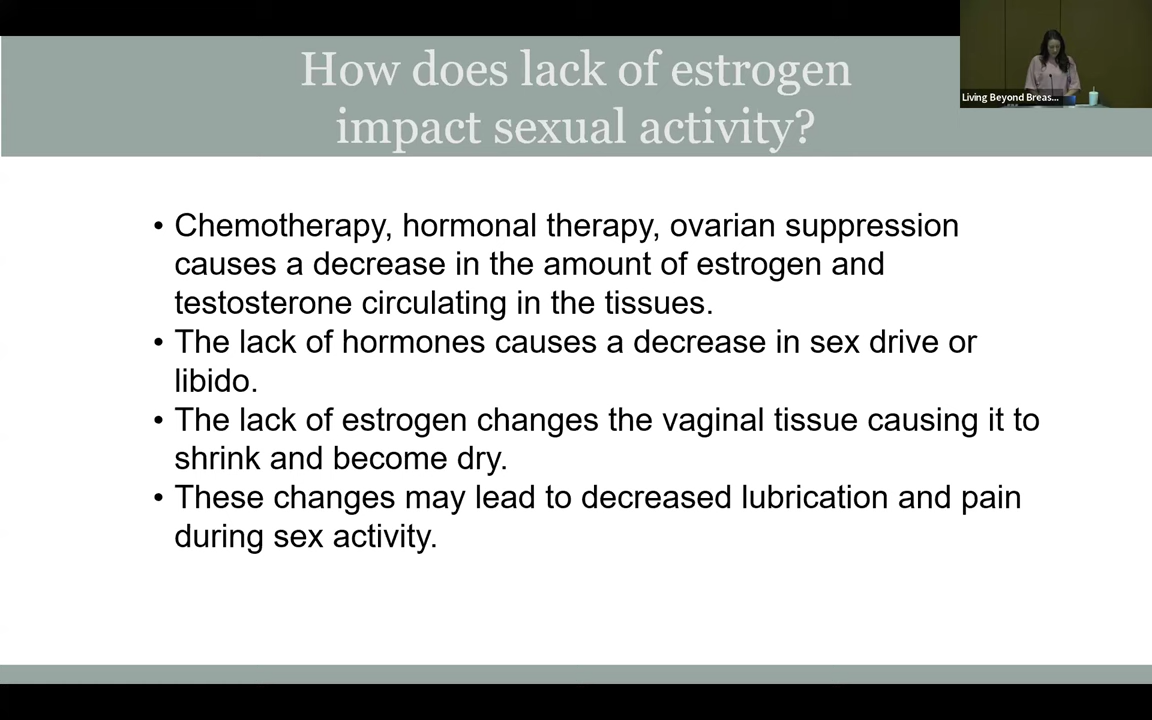 How does lack of estrogen
impact sexual activity?
Living Beyond Breas...
• Chemotherapy, hormonal therapy, ovarian suppression
causes a decrease in the amount of estrogen and
testosterone circulating in the tissues.
• The lack of hormones causes a decrease in sex drive or
libido.
• The lack of estrogen changes the vaginal tissue causing it to
shrink and become dry.
• These changes may lead to decreased lubrication and pain
during sex activity.